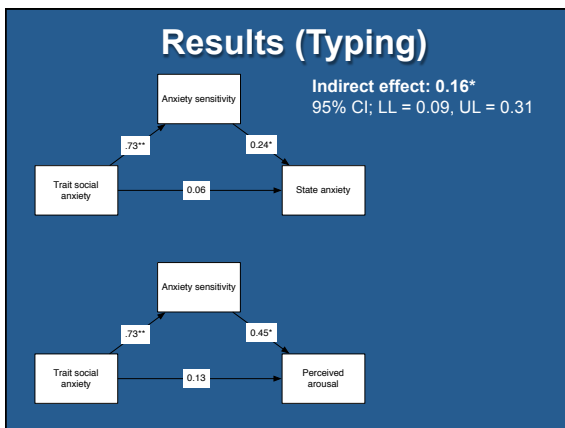 Results (Typing)
Indirect effect: 0.16*
95% CI; LL = 0.09, UL = 0.31
Anxiety sensitivity
.73**
0.24*
Trait social
anxiety
0.06
State anxiety
Anxiety sensitivity
.73**
0.45*
Trait social
anxiety
0.13
Perceived
arousal